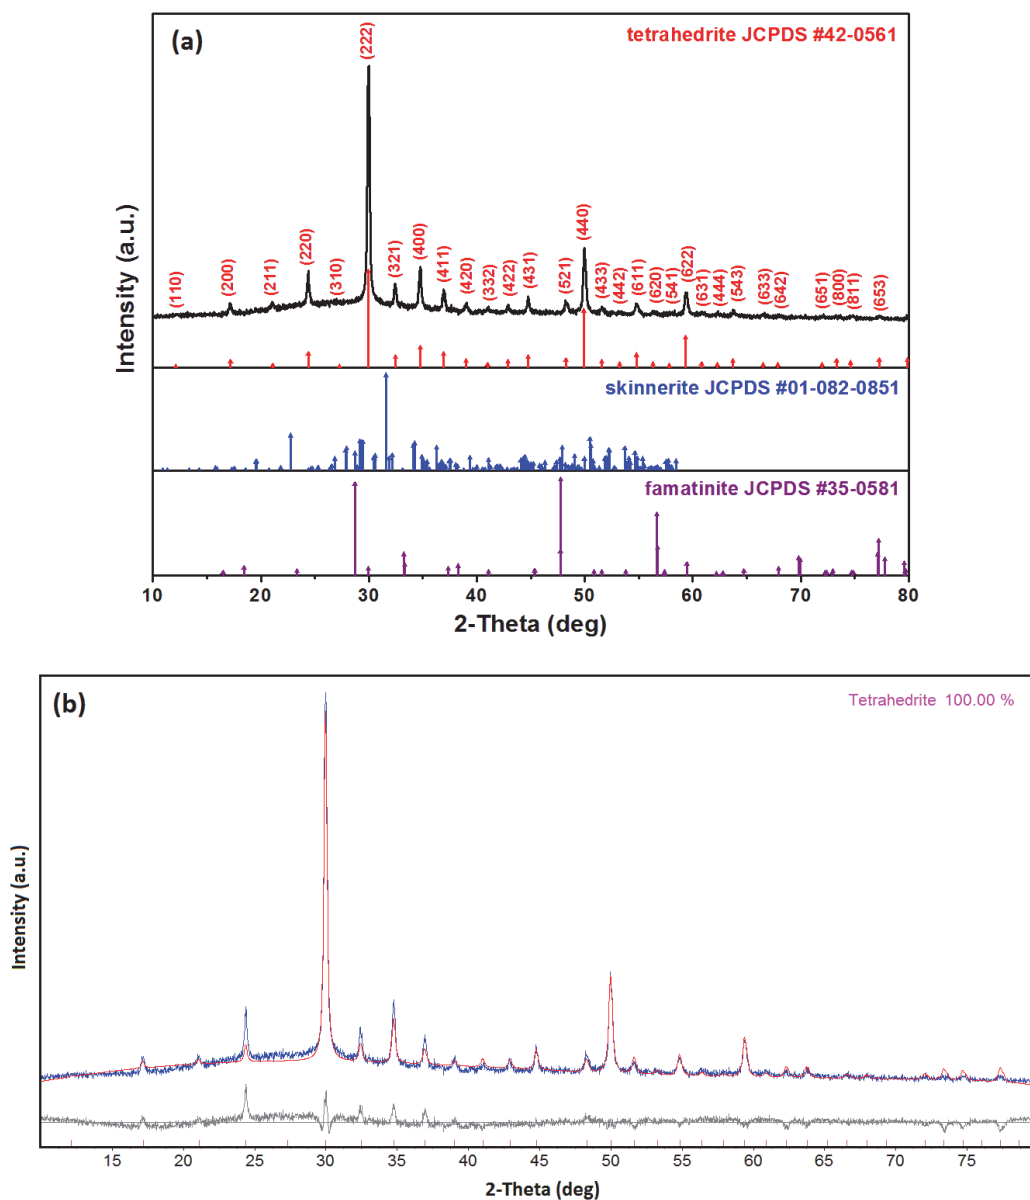 (a)
tetrahedrite JCPDS #42-0561
(110)
(200)
(211)
(220)
(310)
(222)
(321)
(400)
(411)
(420)
(332)
(422)
(431)
(521)
(440)
(433)
(442)
(611)
(620)
(541)
(622)
(631)
(444)
(543)
(633)
(642)
(651)
(800)
(811)
(653)
Intensity (a.u.)
skinnerite JCPDS #01-082-0851
famatinite JCPDS #35-0581
10 20 30 40 50 60 70 80
2-Theta (deg)
(b)
Tetrahedrite 100.00 %
Intensity (a.u.)
15 20 25 30 35 40 45 50 55 60 65 70 75
2-Theta (deg)